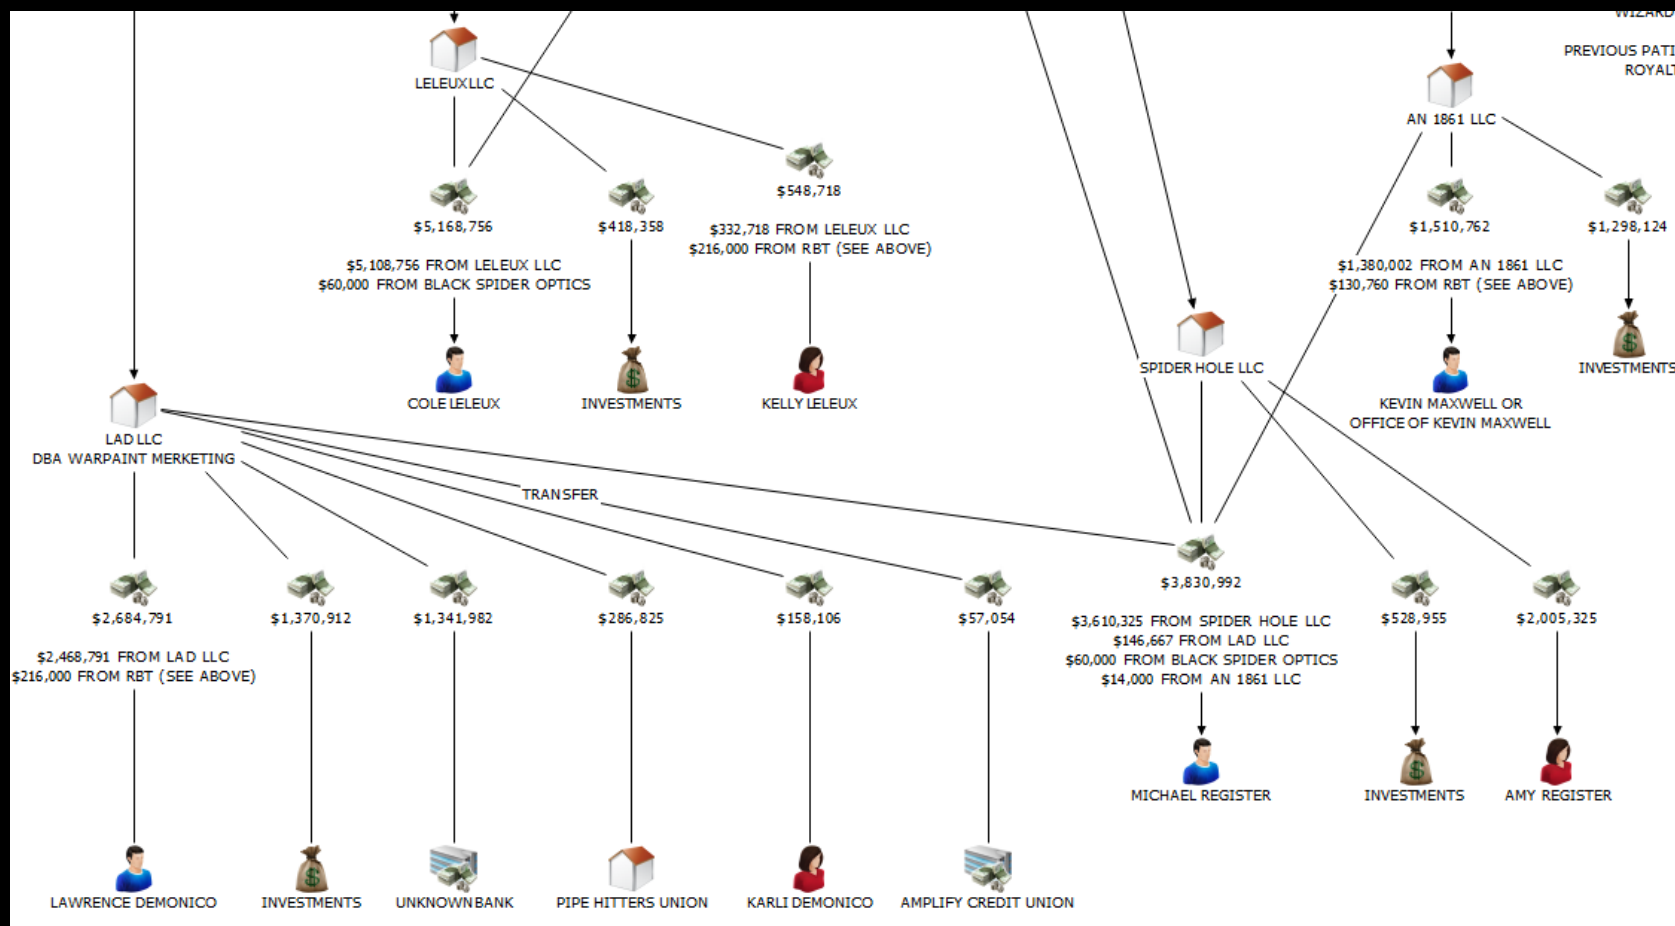 WIZARD
PREVIOUS PATI
ROYALT
LELEUX LLC
AN 1861 LLC
$548,718
$332,718 FROM LELEUX LLC
$216,000 FROM RBT (SEE ABOVE)
$5,168,756
$5,108,756 FROM LELEUX LLC
$60,000 FROM BLACK SPIDER OPTICS
$418,358
$1,510,762
$1,380,002 FROM AN 1861 LLC
$130,760 FROM RBT (SEE ABOVE)
$1,298,124
SPIDER HOLE LLC
INVESTMENTS
COLE LELEUX
INVESTMENTS
KELLY LELEUX
KEVIN MAXWELL OR
OFFICE OF KEVIN MAXWELL
LAD LLC
DBA WARPAINT MERKETING
TRANSFER
$2,684,791
$2,468,791 FROM LAD LLC
$216,000 FROM RBT (SEE ABOVE)
$1,370,912
$1,341,982
$286,825
$158,106
$57,054
$3,830,992
$3,610,325 FROM SPIDER HOLE LLC
$146,667 FROM LAD LLC
$60,000 FROM BLACK SPIDER OPTICS
$14,000 FROM AN 1861 LLC
$528,955
$2,005,325
MICHAEL REGISTER
INVESTMENTS
AMY REGISTER
LAWRENCE DEMONICO
INVESTMENTS
UNKNOWN BANK
PIPE HITTERS UNION
KARLI DEMONICO
AMPLIFY CREDIT UNION